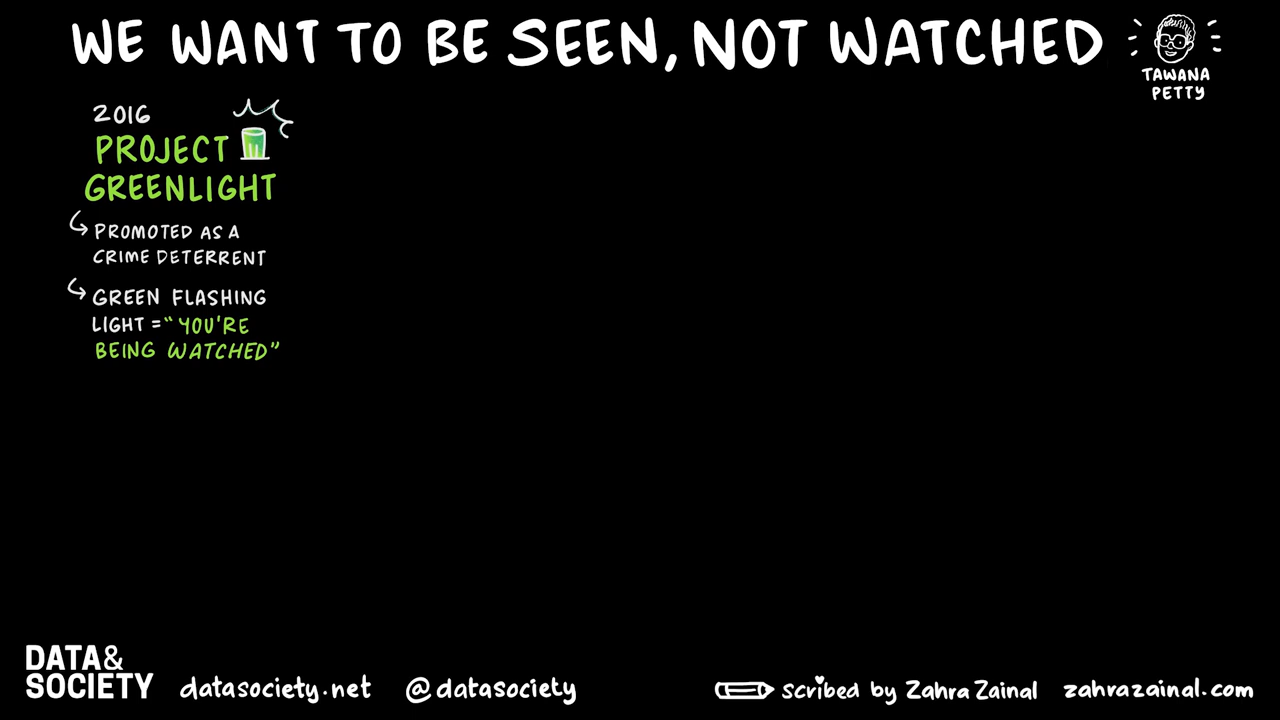 WE WANT TO BE SEEN, NOT WATCHED
TAWANA
PETTY
2016
PROJECT
GREENLIGHT
PROMOTED AS A
CRIME DETERRENT
GREEN FLASHING
LIGHT = "YOU'RE
BEING WATCHED"
DATA&
SOCIETY
datasociety.net
@datasociety
scribed by Zahra Zainal
zahrazainal.com